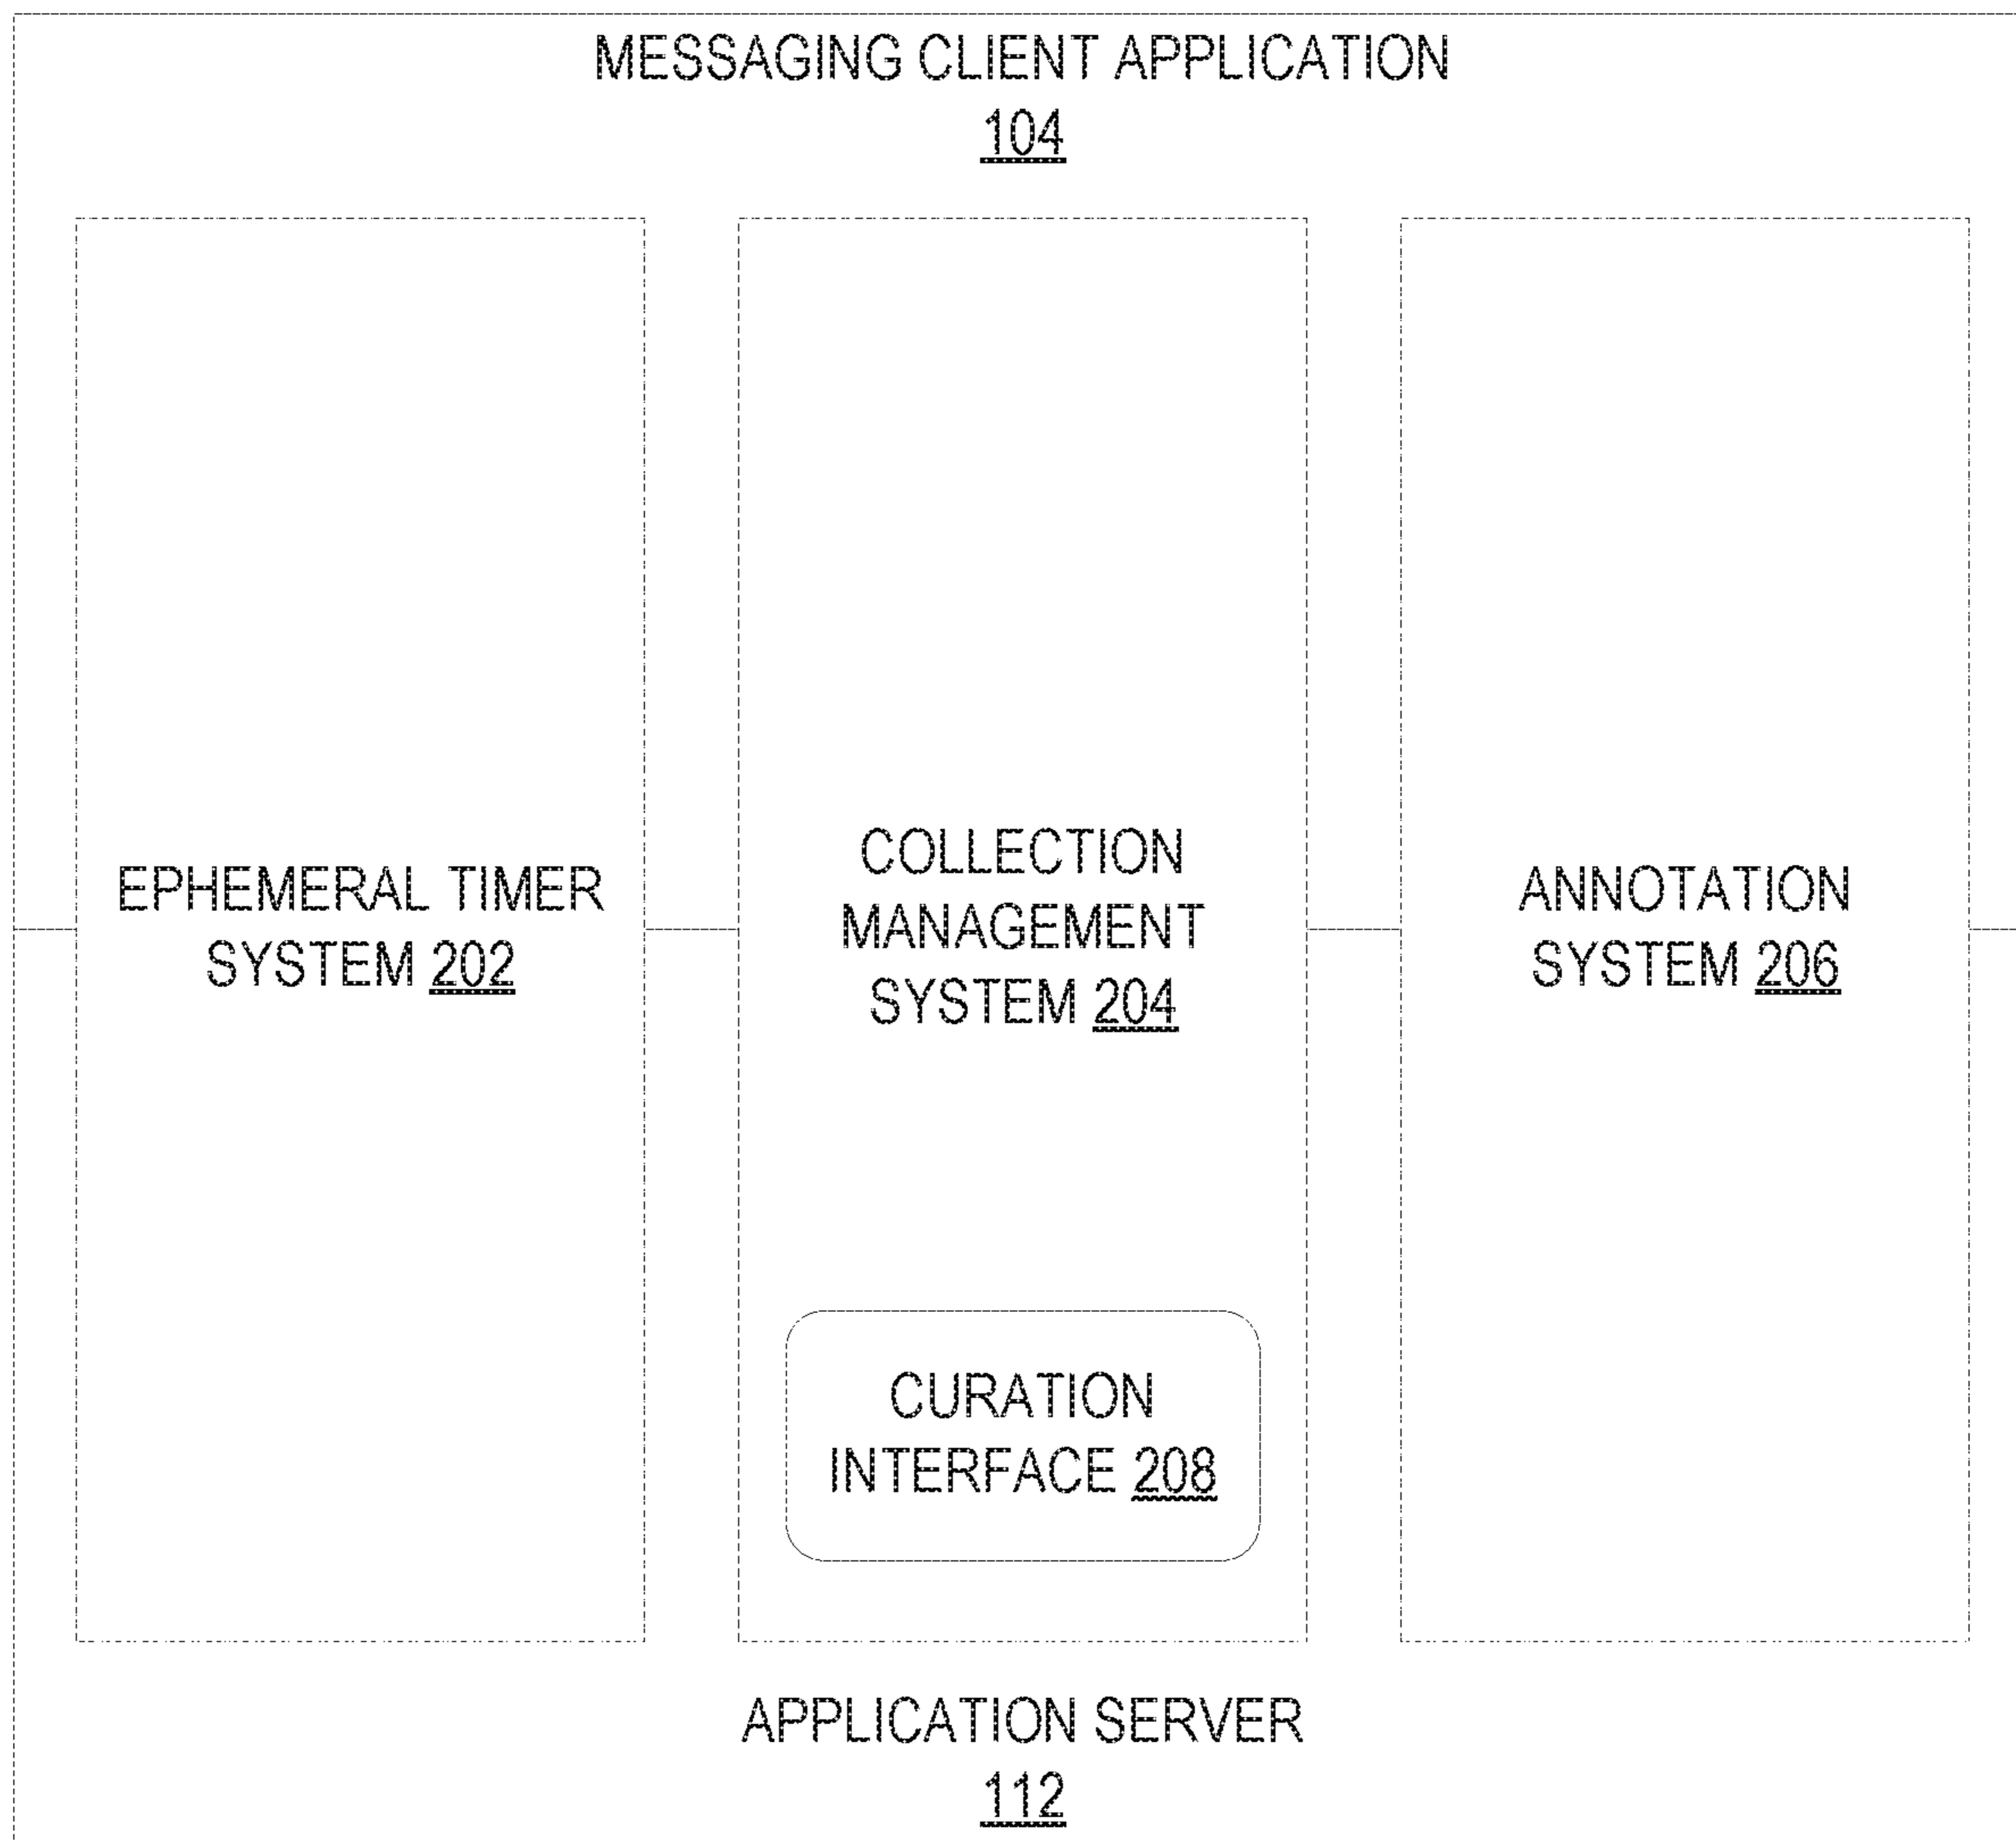 MESSAGING CLIENT APPLICATION
104
EPHEMERAL TIMER
SYSTEM 202
COLLECTION
MANAGEMENT
SYSTEM 204
ANNOTATION
SYSTEM 206
CURATION
INTERFACE 208
APPLICATION SERVER
112